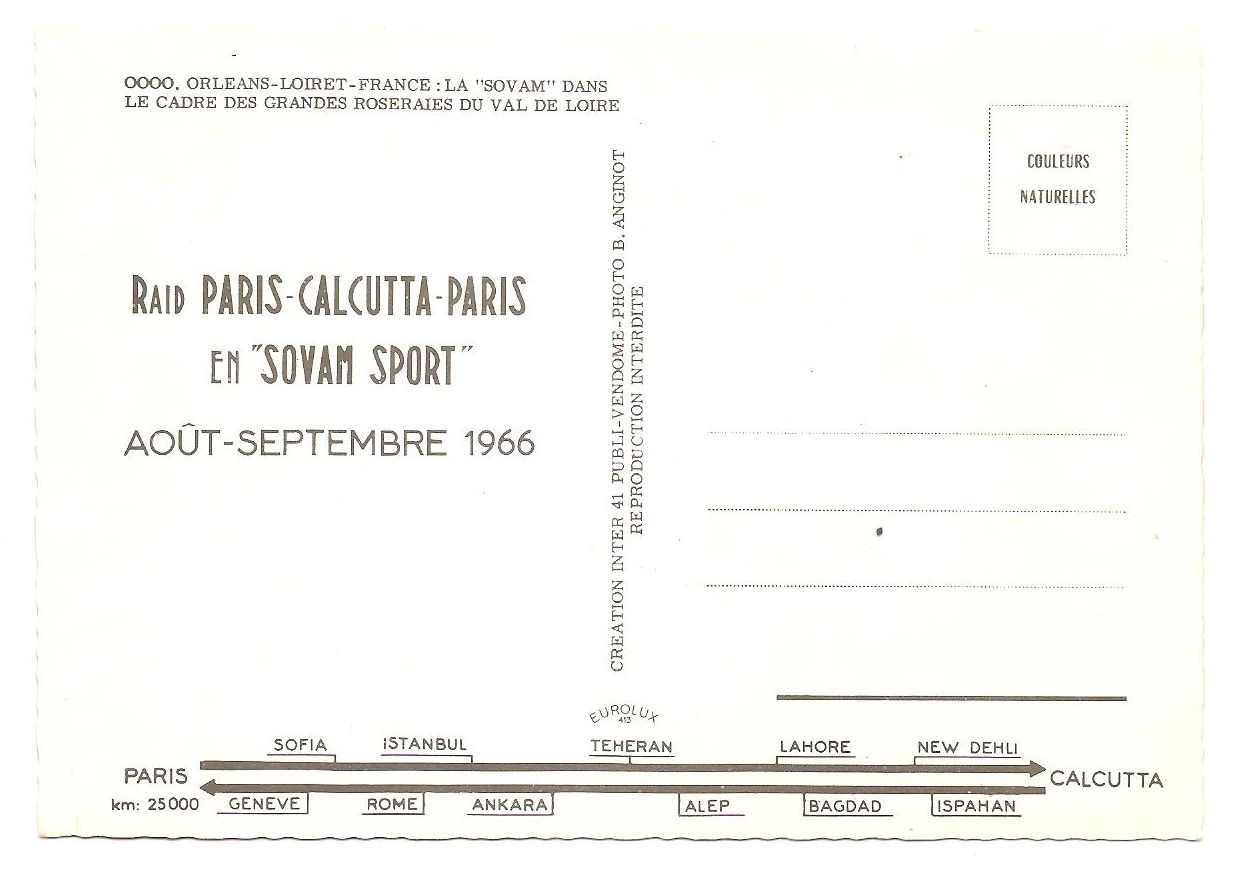 0000. ORLEANS-LOIRET-FRANCE : LA "SOVAM" DANS
LE CADRE DES GRANDES ROSERAIES DU VAL DE LOIRE
COULEURS
NATURELLES
RAID PARIS-CALCUTTA-PARIS
EN "SOVAM SPORT"
AOÛT-SEPTEMBRE 1966
CREATION INTER 41 PUBLI-VENDOME-PHOTO B. ANGINOT
REPRODUCTION INTERDITE
EUROLUX
413
SOFIA ISTANBUL TEHERAN LAHORE NEW DEHLI
PARIS CALCUTTA
km: 25000 GENEVE ROME ANKARA ALEP BAGDAD ISPAHAN